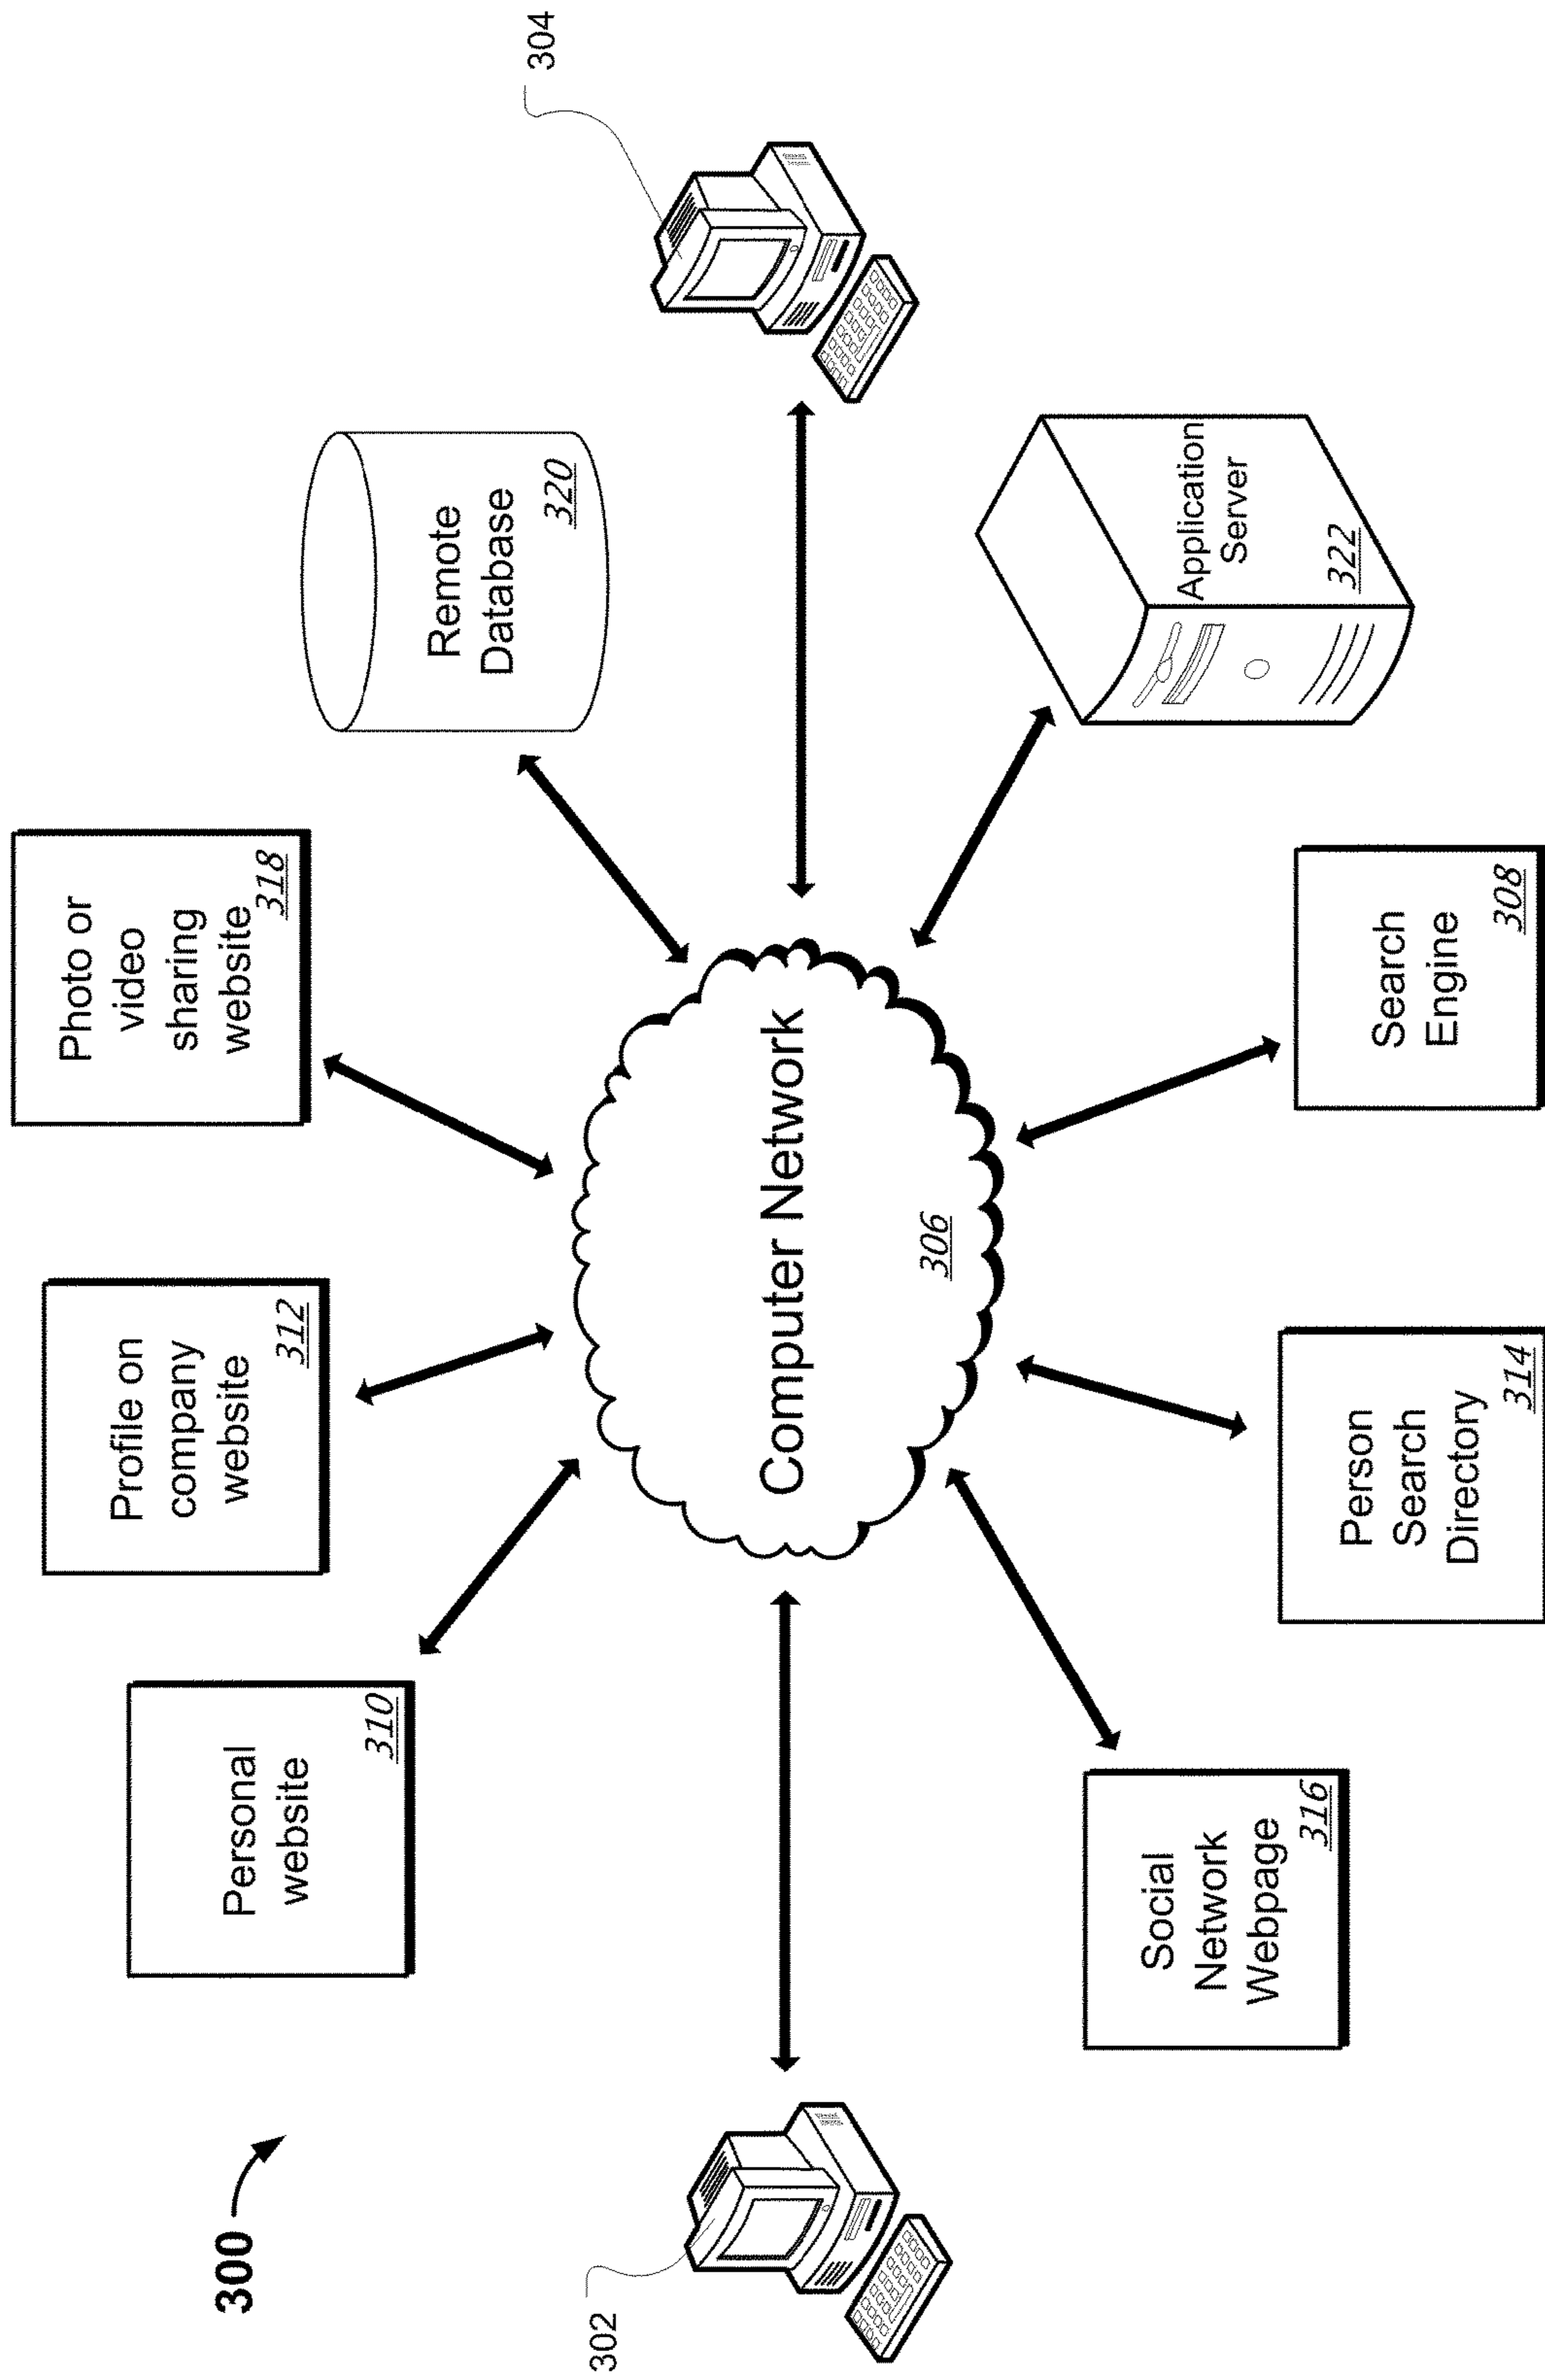 300
302
304
Personal
website
310
Profile on
company
website
312
Photo or
video
sharing
website
318
Remote
Database
320
Computer Network
306
Social
Network
Webpage
316
Person
Search
Directory
314
Search
Engine
308
Application
Server
322